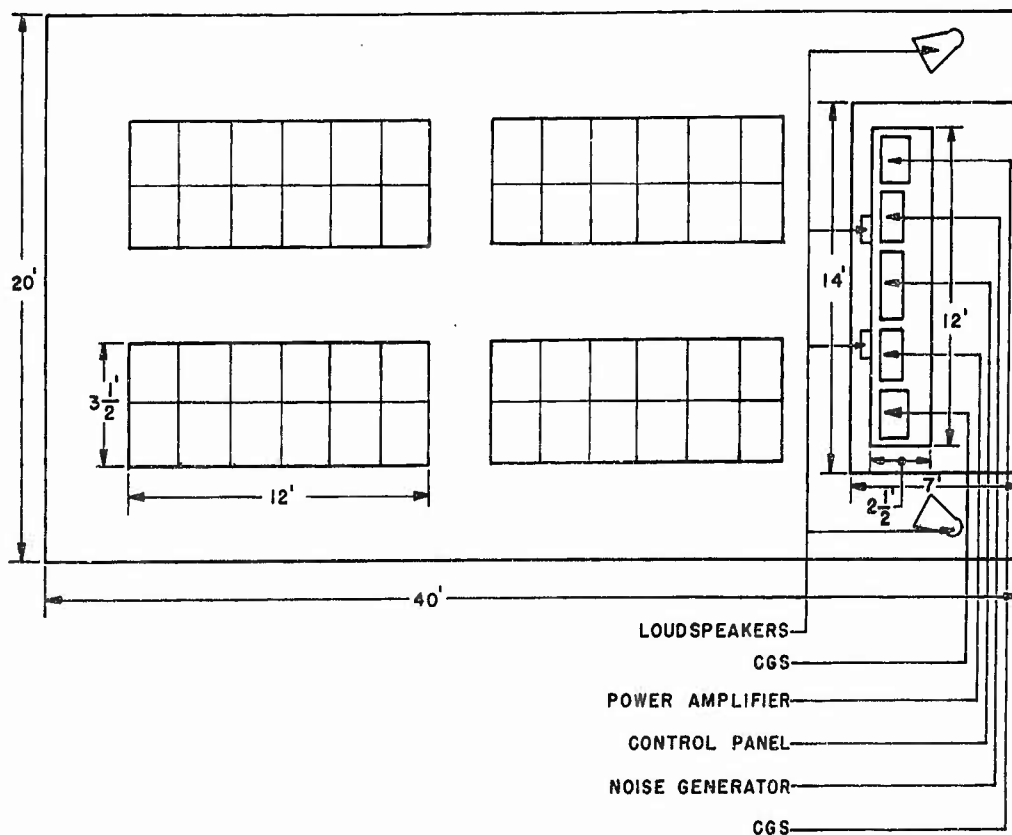 20'
14'
12'
3 1/2'
12'
2 1/2'
7'
40'
LOUDSPEAKERS
CGS
POWER AMPLIFIER
CONTROL PANEL
NOISE GENERATOR
CGS